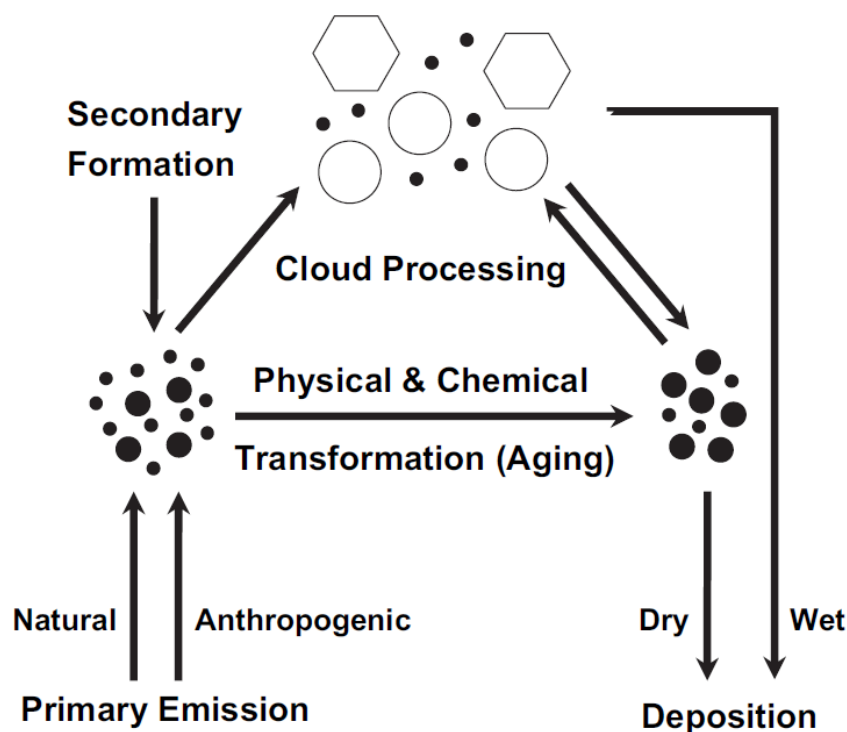 Secondary
Formation
Cloud Processing
Physical & Chemical
Transformation (Aging)
Natural
Anthropogenic
Dry
Wet
Primary Emission
Deposition